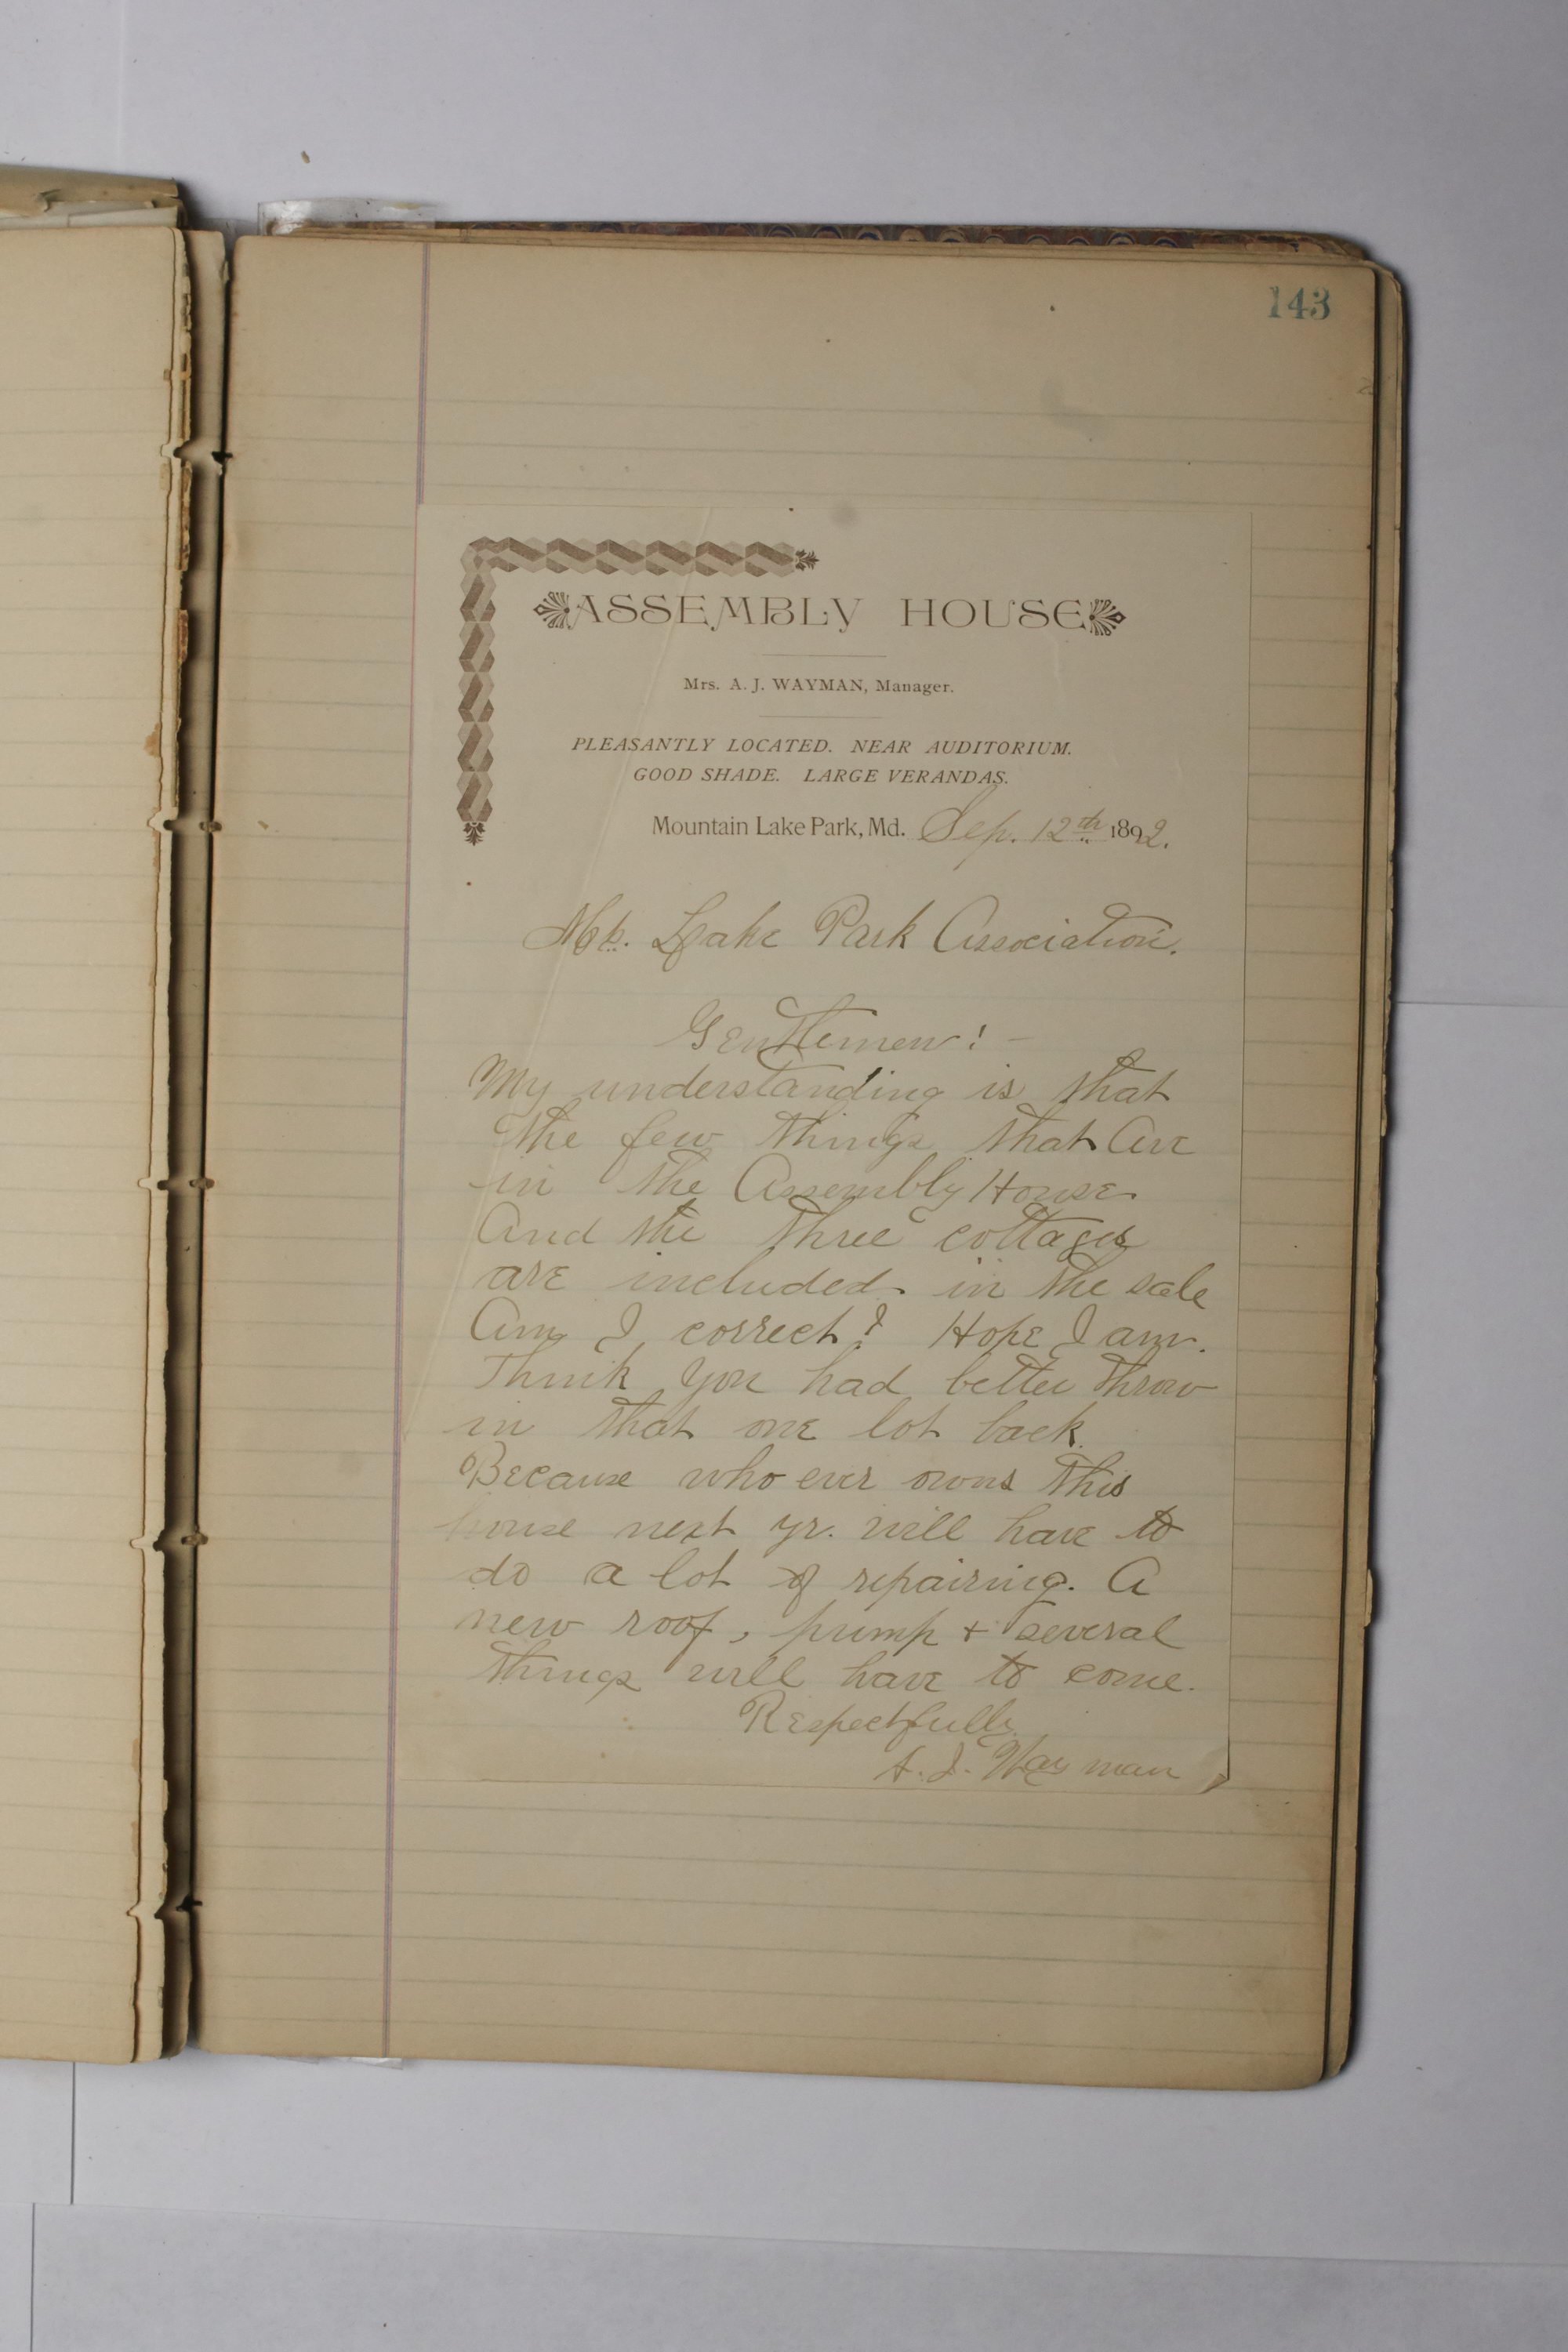 143
ASSEMBLY HOUSE
Mrs. A. J. WAYMAN, Manager.
PLEASANTLY LOCATED. NEAR AUDITORIUM.
GOOD SHADE. LARGE VERANDAS.
Mountain Lake Park, Md. Sep. 12th 1892.
Mt. Lake Park Association.
Gentlemen! -
My understanding is that
the few things that Are
in the Assembly House
And the three cottages
are included in the sale
Am I correct? Hope I am.
Think you had better throw
in that one lot back.
Because who ever owns this
house next yr. will have to
do a lot of repairing. A
new roof, pump + several
things will have to come.
Respectfully
A. J. Wayman